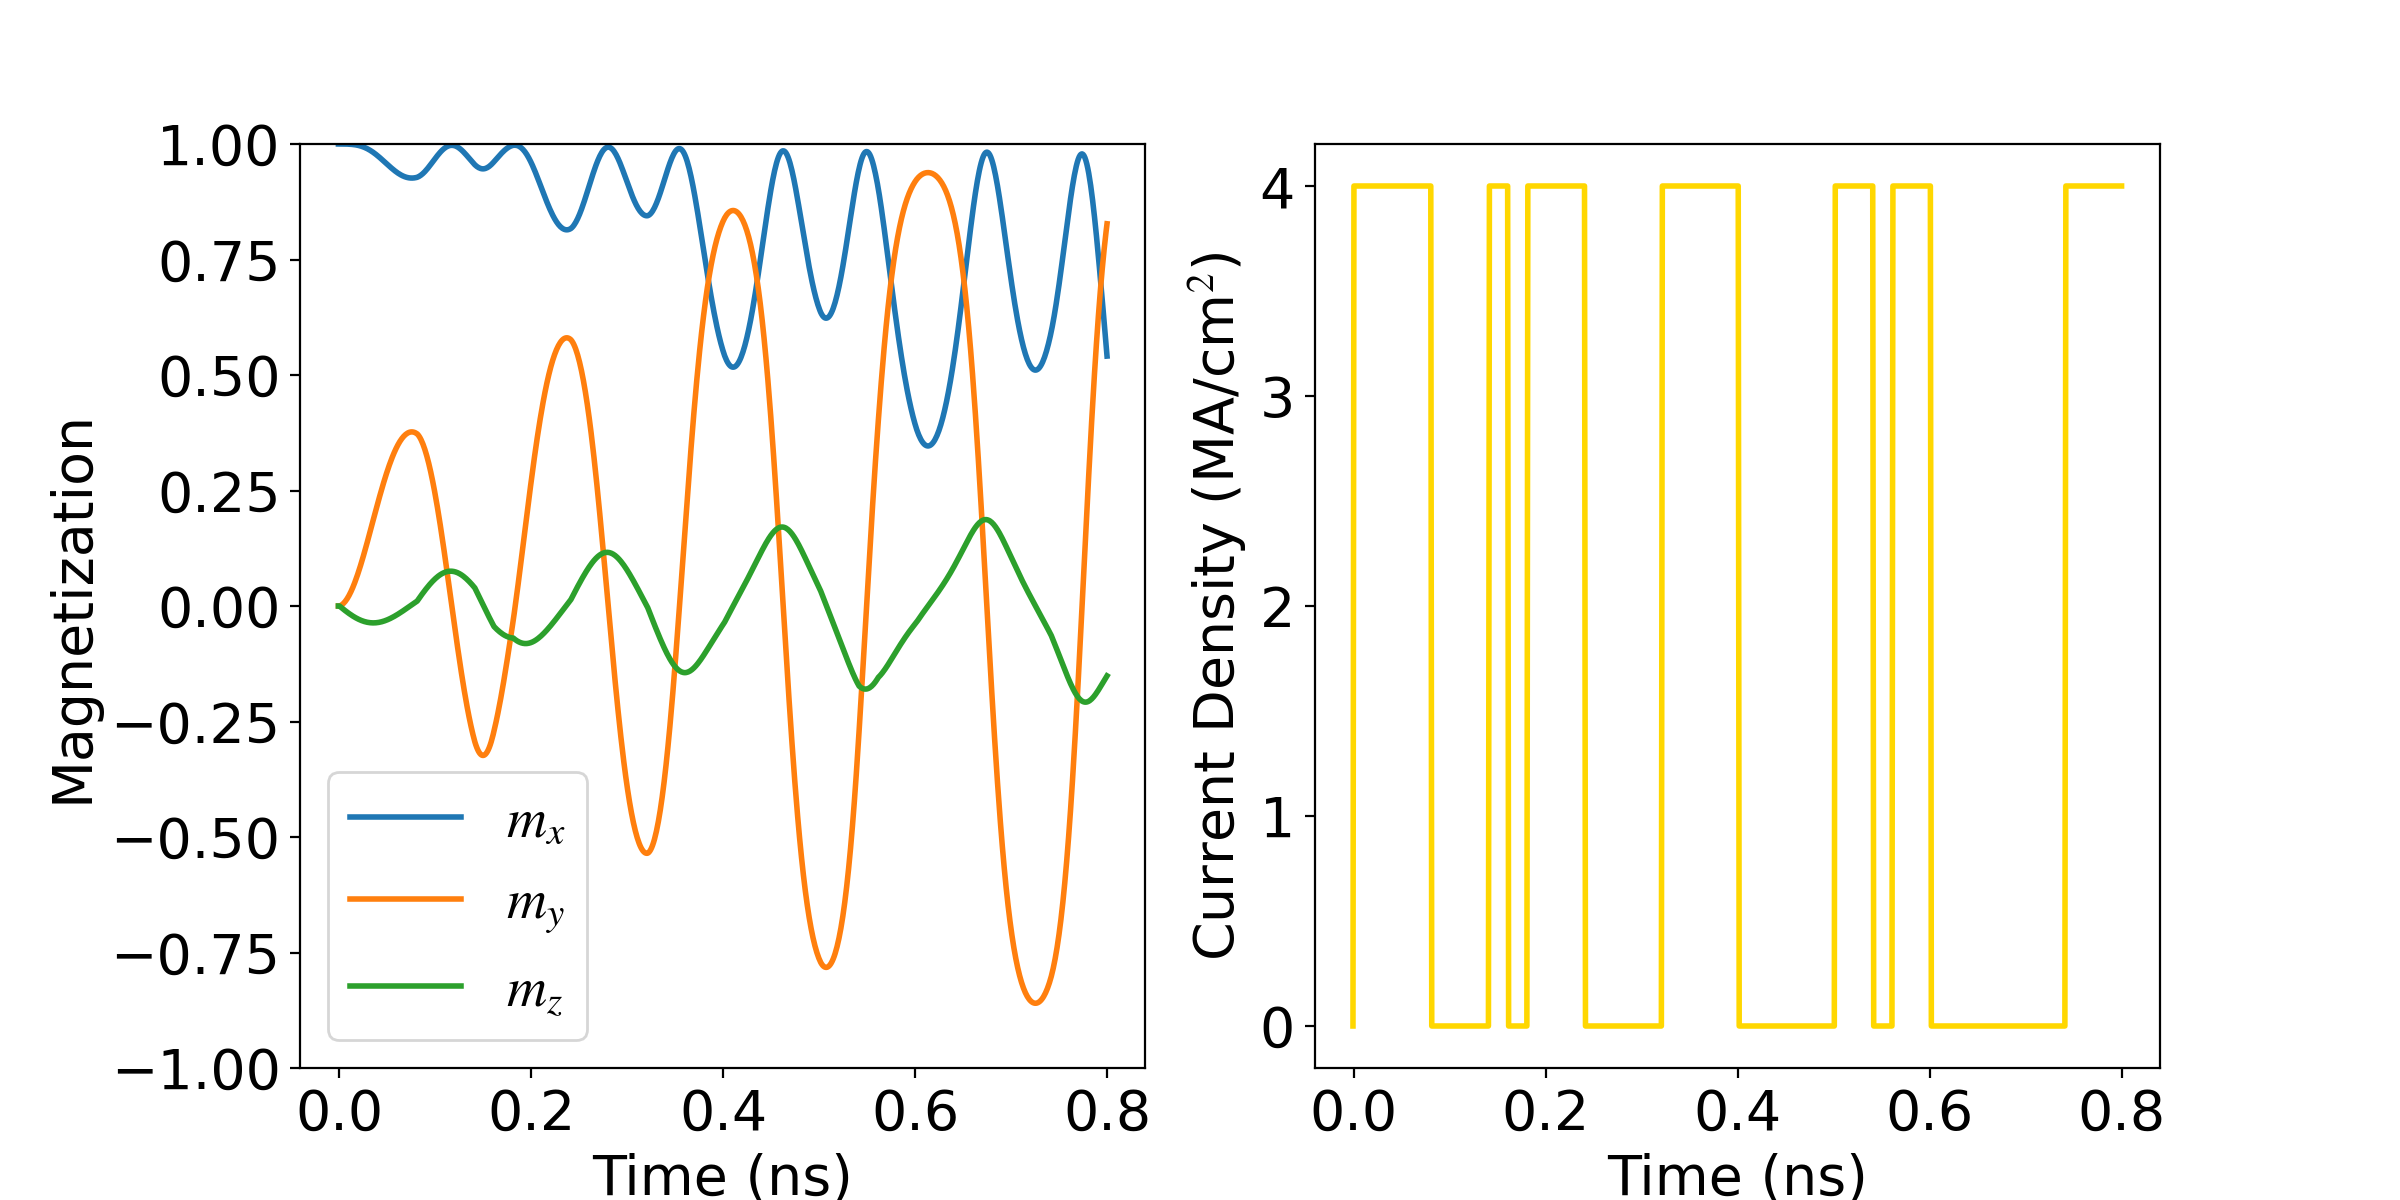 Magnetization
1.00
0.75
0.50
0.25
0.00
−0.25
−0.50
−0.75
−1.00
m_x
m_y
m_z
0.0 0.2 0.4 0.6 0.8
Time (ns)
Current Density (MA/cm²)
4
3
2
1
0
0.0 0.2 0.4 0.6 0.8
Time (ns)